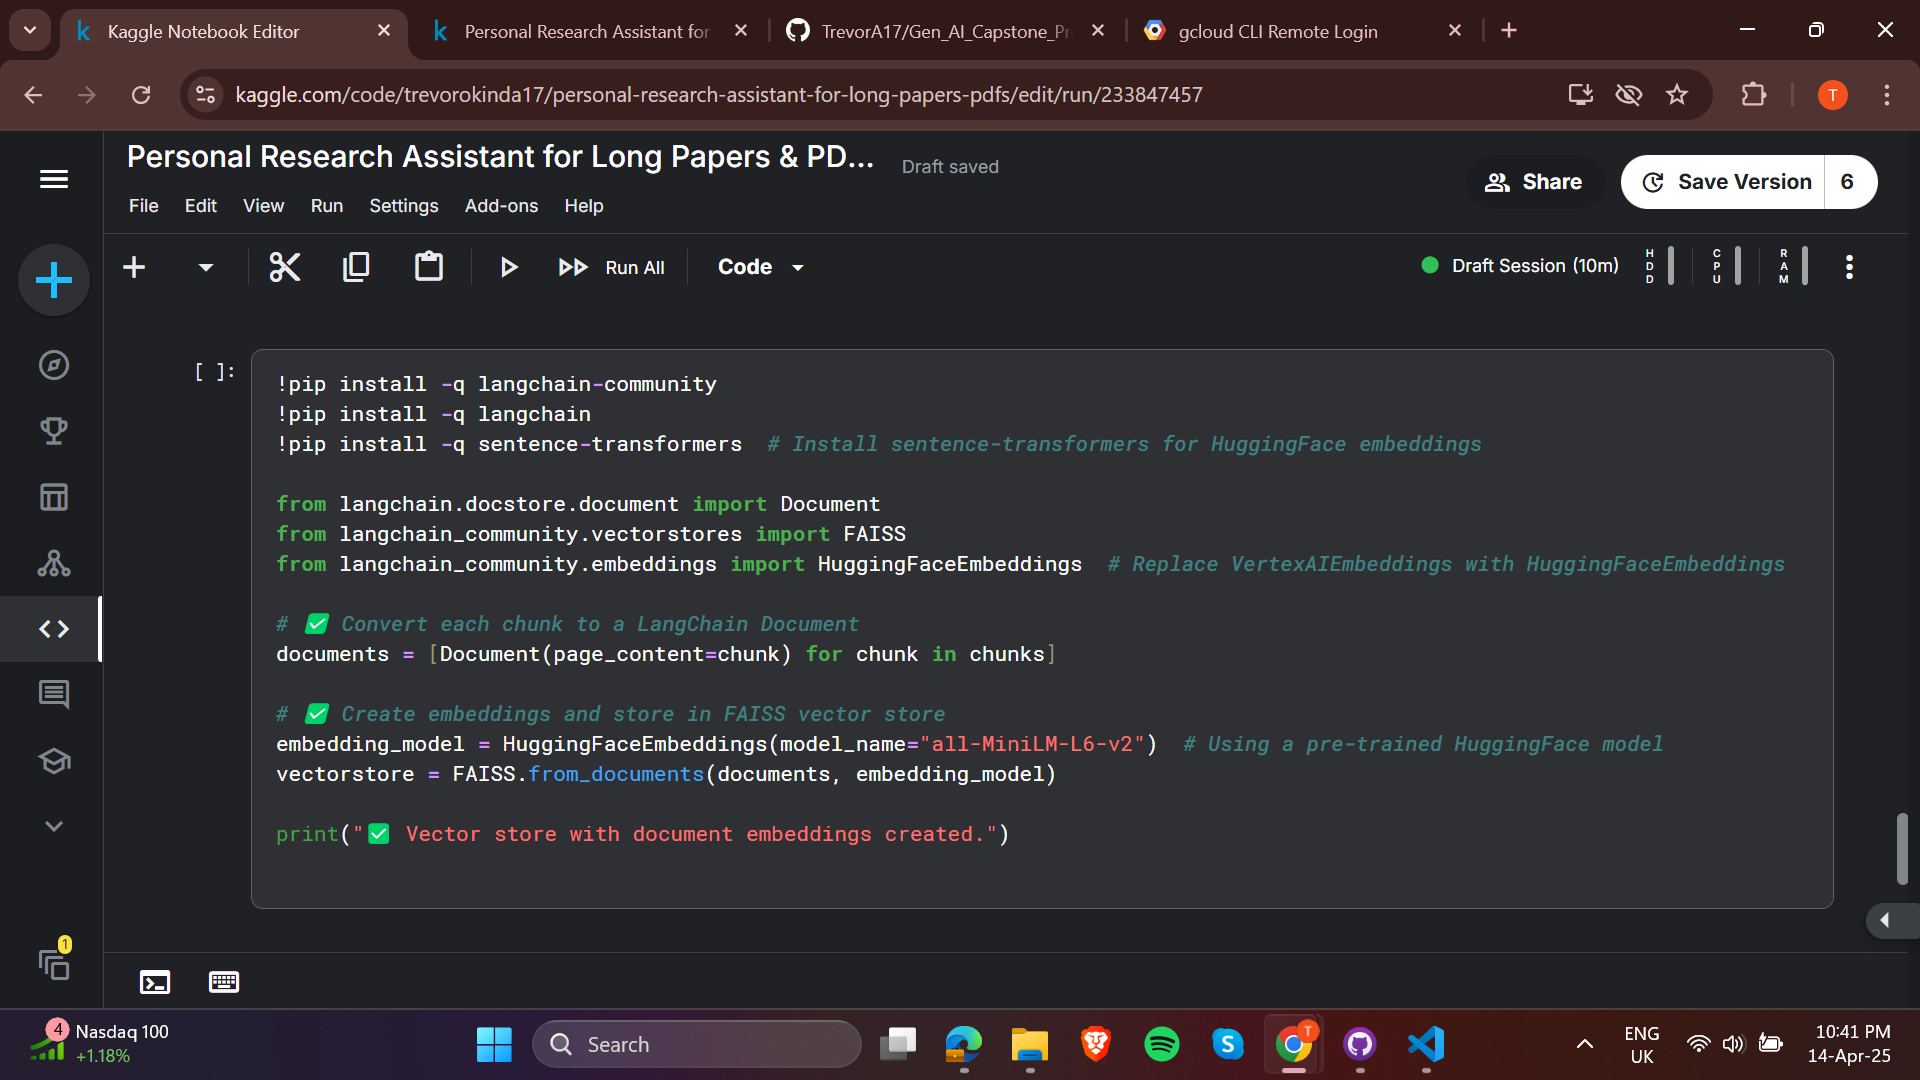 Kaggle Notebook Editor
Personal Research Assistant for
TrevorA17/Gen_AI_Capstone_Pr
gcloud CLI Remote Login
kaggle.com/code/trevorokinda17/personal-research-assistant-for-long-papers-pdfs/edit/run/233847457
T
Personal Research Assistant for Long Papers & PD...
Draft saved
Share
Save Version
6
File Edit View Run Settings Add-ons Help
Run All
Code
Draft Session (10m)
HDD
CPU
RAM
[ ]:
!pip install -q langchain-community
!pip install -q langchain
!pip install -q sentence-transformers  # Install sentence-transformers for HuggingFace embeddings
from langchain.docstore.document import Document
from langchain_community.vectorstores import FAISS
from langchain_community.embeddings import HuggingFaceEmbeddings  # Replace VertexAIEmbeddings with HuggingFaceEmbeddings
# ✅ Convert each chunk to a LangChain Document
documents = [Document(page_content=chunk) for chunk in chunks]
# ✅ Create embeddings and store in FAISS vector store
embedding_model = HuggingFaceEmbeddings(model_name="all-MiniLM-L6-v2")  # Using a pre-trained HuggingFace model
vectorstore = FAISS.from_documents(documents, embedding_model)
print("✅ Vector store with document embeddings created.")
1
4
Nasdaq 100
+1.18%
Search
T
ENG
UK
10:41 PM
14-Apr-25